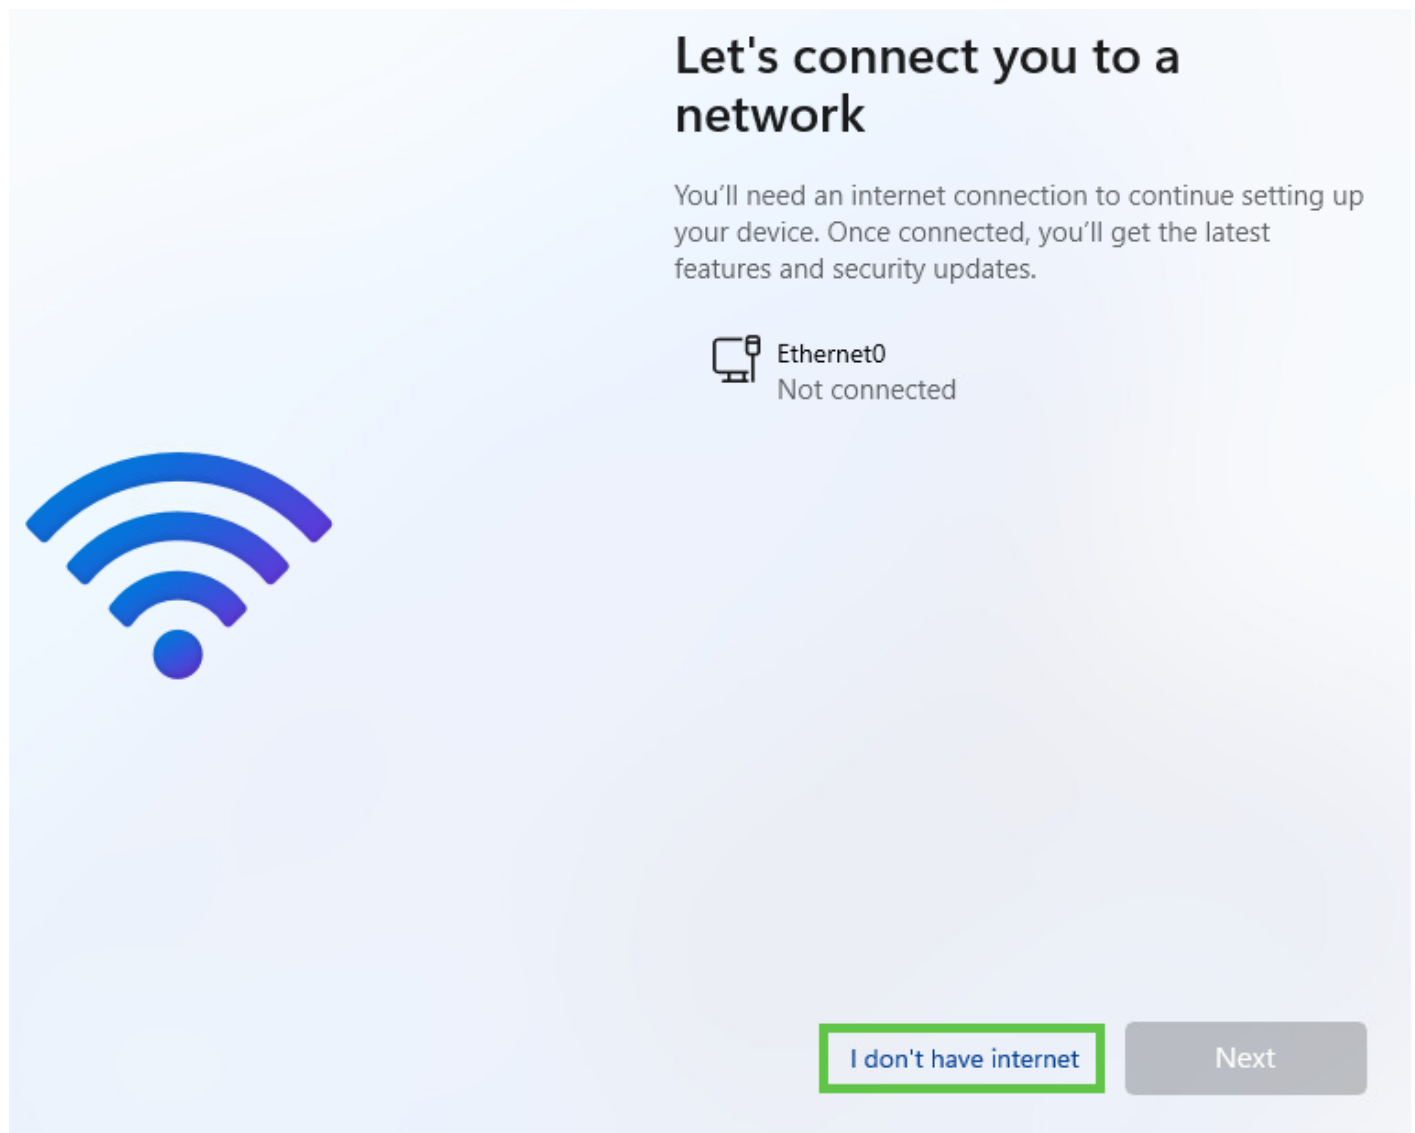 Let's connect you to a
network
You’ll need an internet connection to continue setting up
your device. Once connected, you’ll get the latest
features and security updates.
Ethernet0
Not connected
I don't have internet
Next